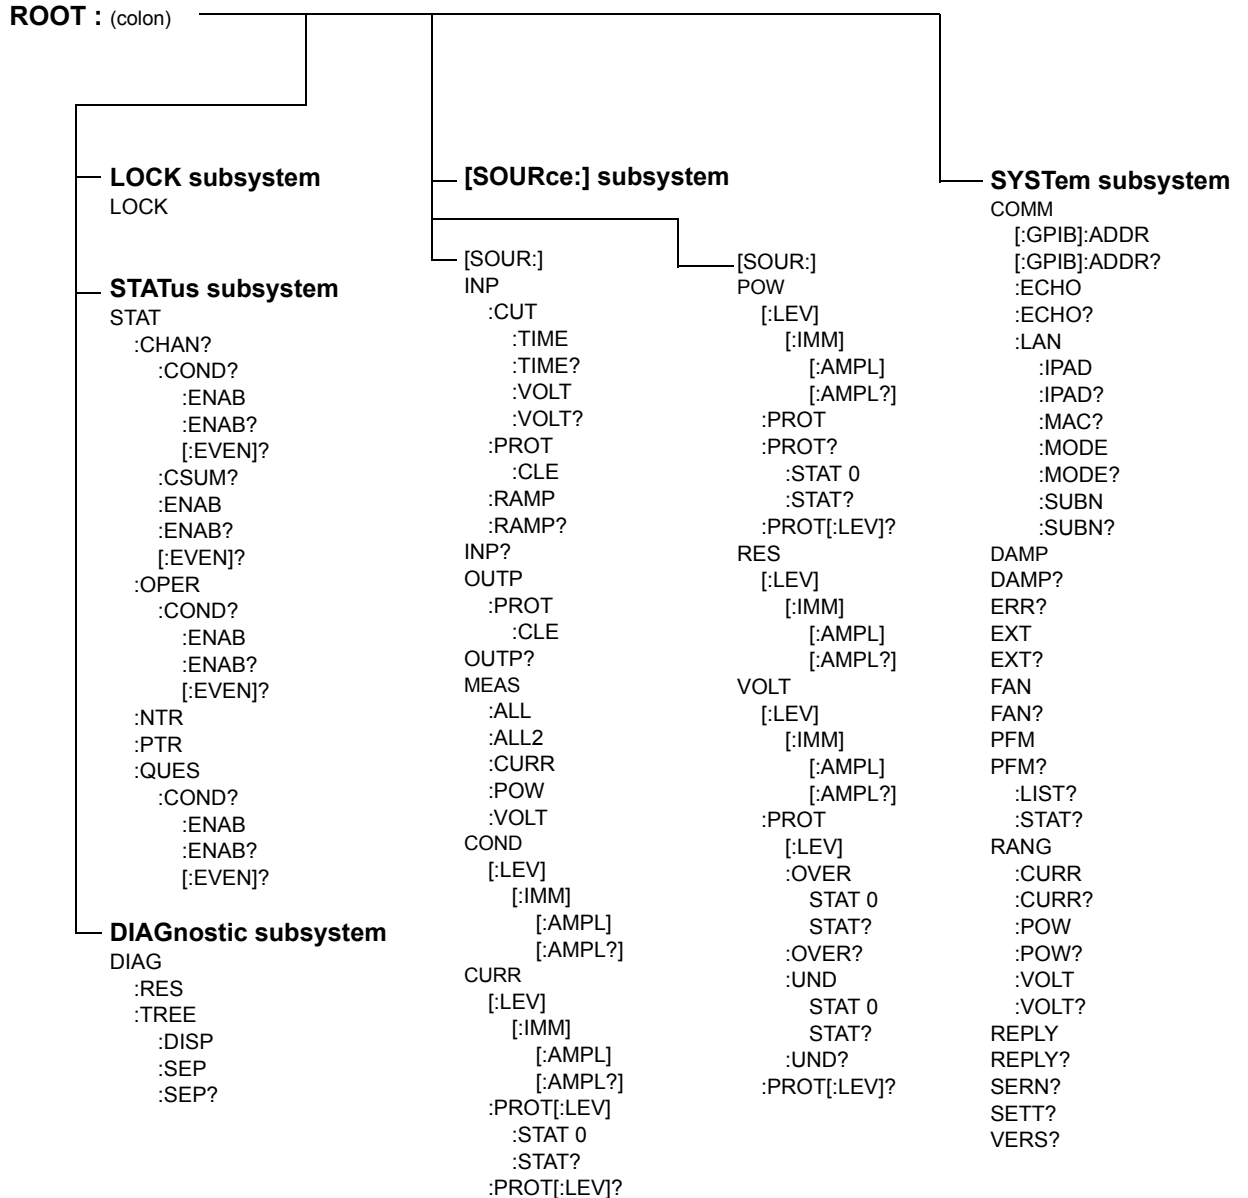 ROOT : (colon)
LOCK subsystem
LOCK
STATus subsystem
STAT
:CHAN?
:COND?
:ENAB
:ENAB?
[:EVEN]?
:CSUM?
:ENAB
:ENAB?
[:EVEN]?
:OPER
:COND?
:ENAB
:ENAB?
[:EVEN]?
:NTR
:PTR
:QUES
:COND?
:ENAB
:ENAB?
[:EVEN]?
DIAGnostic subsystem
DIAG
:RES
:TREE
:DISP
:SEP
:SEP?
[SOURce:] subsystem
[SOUR:]
INP
:CUT
:TIME
:TIME?
:VOLT
:VOLT?
:PROT
:CLE
:RAMP
:RAMP?
INP?
OUTP
:PROT
:CLE
OUTP?
MEAS
:ALL
:ALL2
:CURR
:POW
:VOLT
COND
[:LEV]
[:IMM]
[:AMPL]
[:AMPL?]
CURR
[:LEV]
[:IMM]
[:AMPL]
[:AMPL?]
:PROT[:LEV]
:STAT 0
:STAT?
:PROT[:LEV]?
[SOUR:]
POW
[:LEV]
[:IMM]
[:AMPL]
[:AMPL?]
:PROT
:PROT?
:STAT 0
:STAT?
:PROT[:LEV]?
RES
[:LEV]
[:IMM]
[:AMPL]
[:AMPL?]
VOLT
[:LEV]
[:IMM]
[:AMPL]
[:AMPL?]
:PROT
[:LEV]
:OVER
STAT 0
STAT?
:OVER?
:UND
STAT 0
STAT?
:UND?
:PROT[:LEV]?
SYSTem subsystem
COMM
[:GPIB]:ADDR
[:GPIB]:ADDR?
:ECHO
:ECHO?
:LAN
:IPAD
:IPAD?
:MAC?
:MODE
:MODE?
:SUBN
:SUBN?
DAMP
DAMP?
ERR?
EXT
EXT?
FAN
FAN?
PFM
PFM?
:LIST?
:STAT?
RANG
:CURR
:CURR?
:POW
:POW?
:VOLT
:VOLT?
REPLY
REPLY?
SERN?
SETT?
VERS?